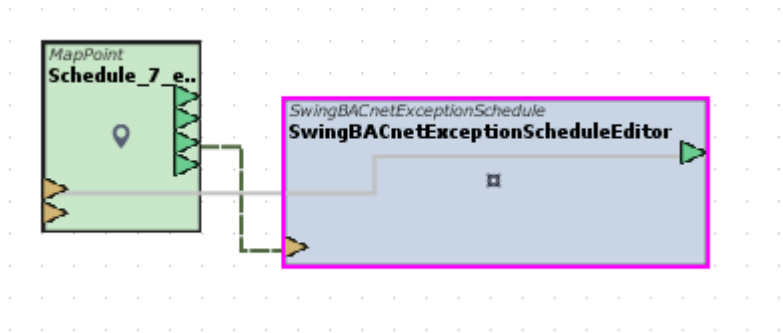 MapPoint
Schedule_7_e..
SwingBACnetExceptionSchedule
SwingBACnetExceptionScheduleEditor